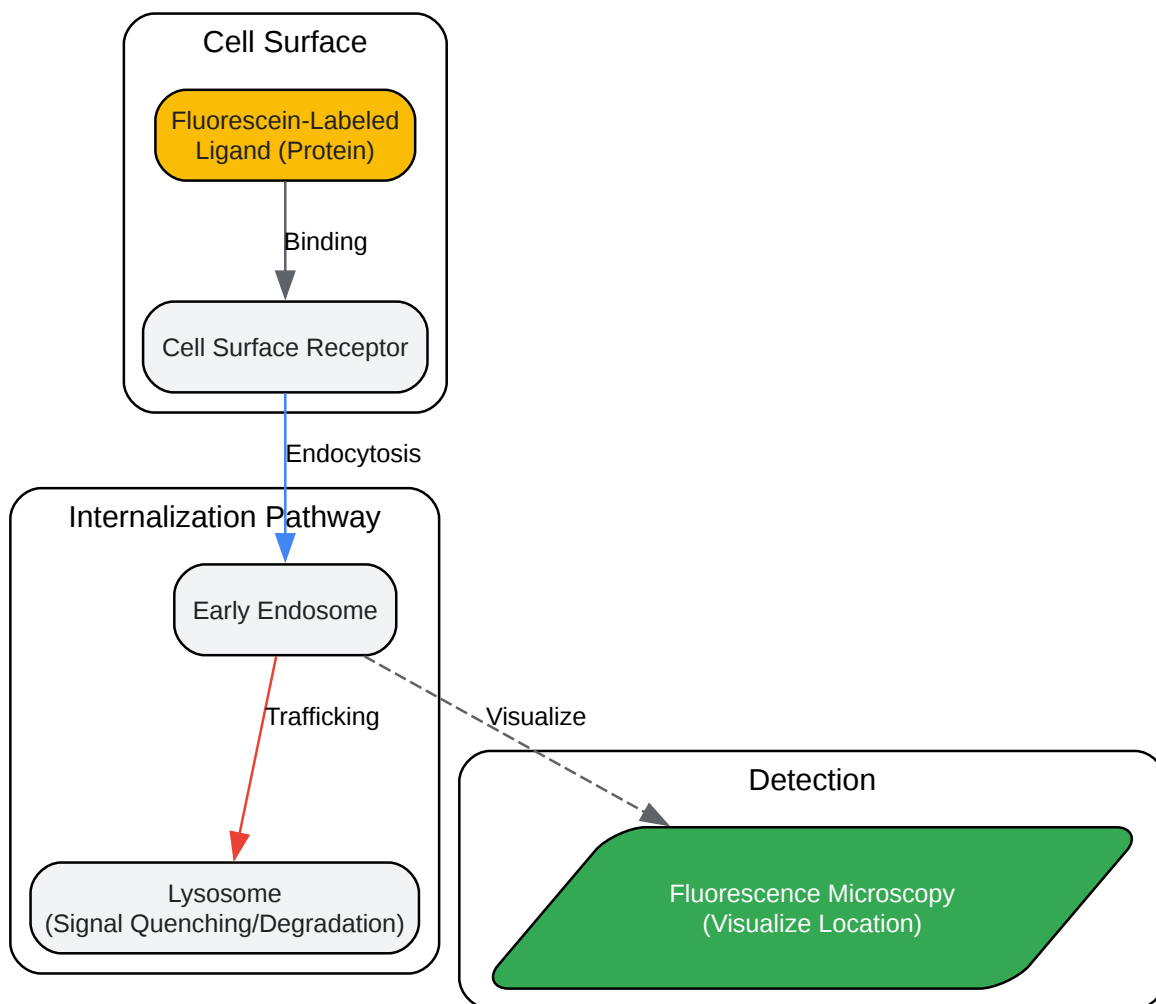 Cell Surface
Fluorescein-Labeled
Ligand (Protein)
Binding
Cell Surface Receptor
Endocytosis
Internalization Pathway
Early Endosome
Trafficking
Visualize
Detection
Lysosome
(Signal Quenching/Degradation)
Fluorescence Microscopy
(Visualize Location)